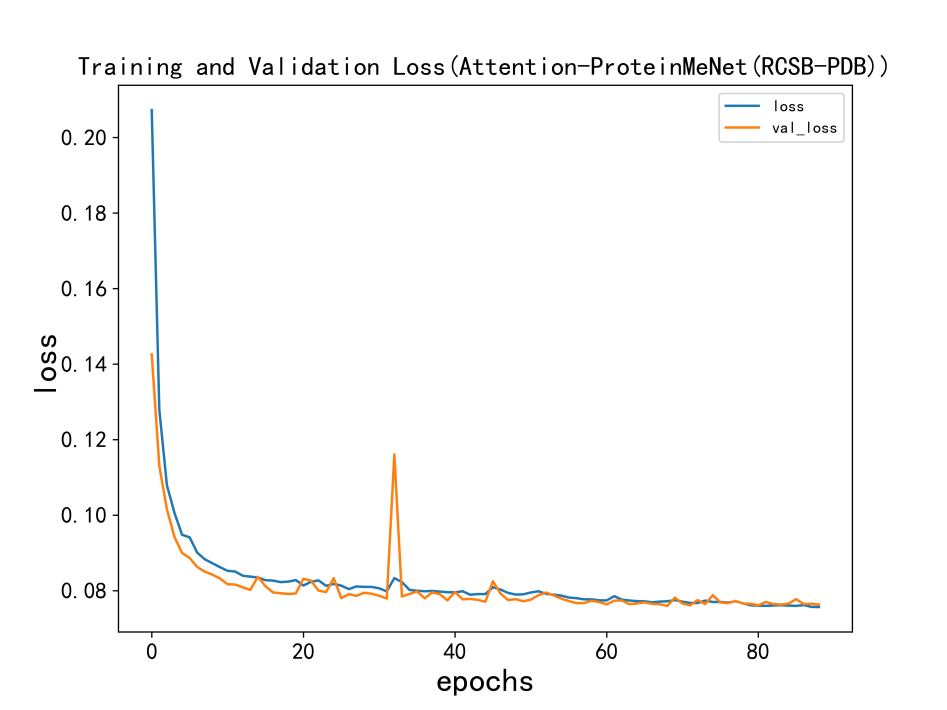 Training and Validation Loss(Attention-ProteinMeNet(RCSB-PDB))
loss
val_loss
0.20
0.18
0.16
0.14
0.12
0.10
0.08
loss
0 20 40 60 80
epochs